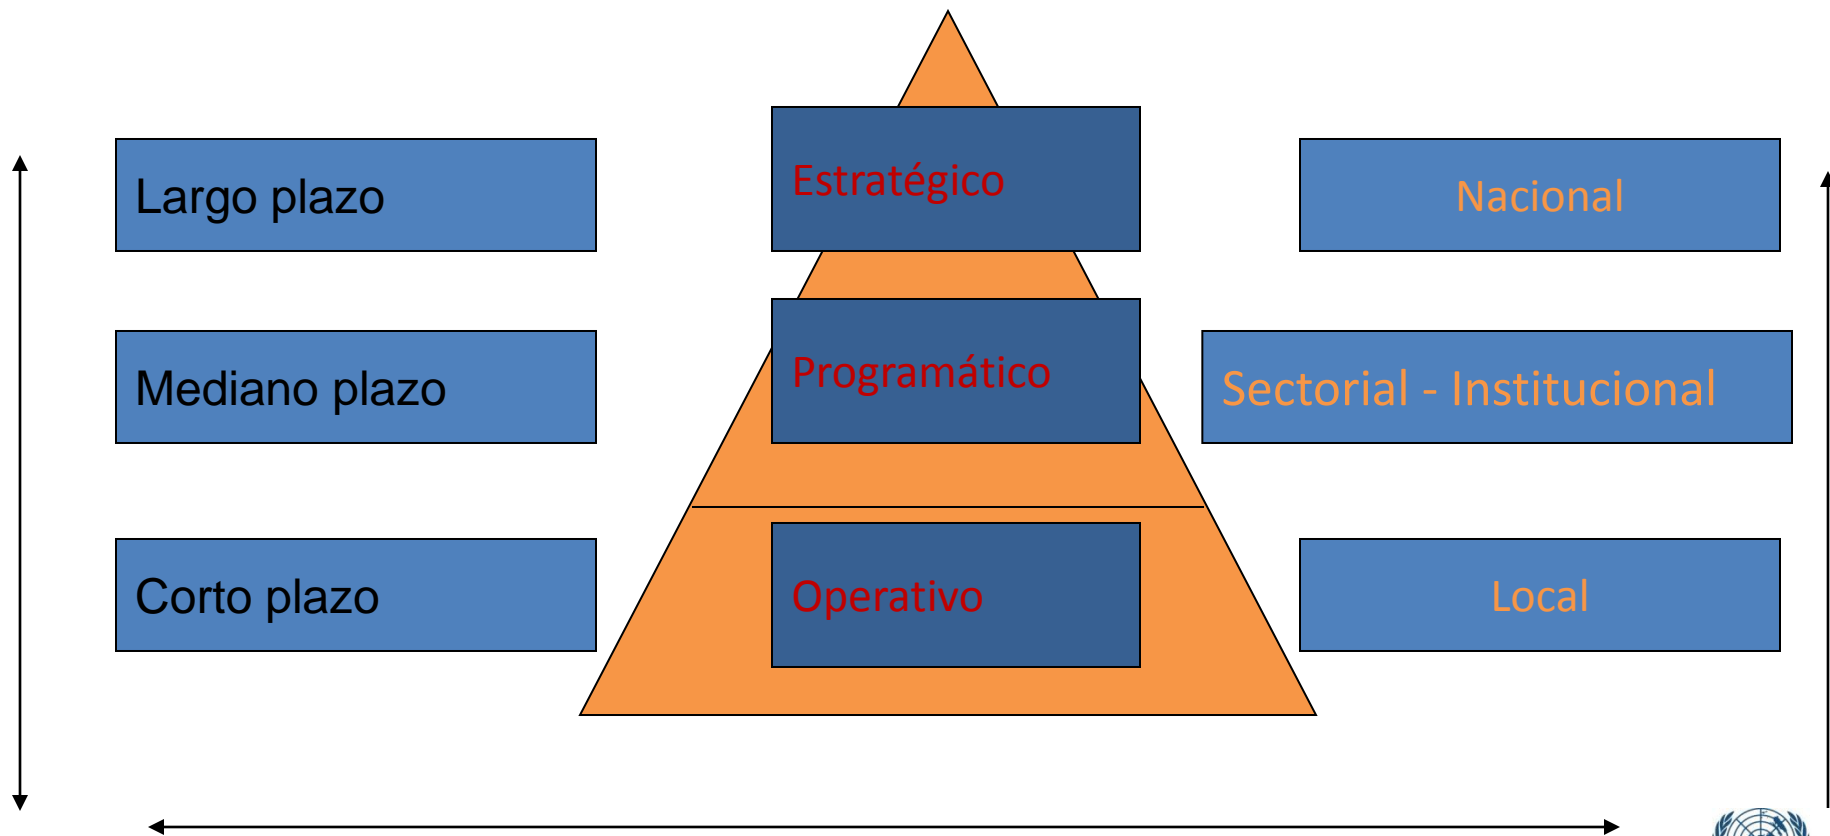 Largo plazo
Estratégico
Nacional
Mediano plazo
Programático
Sectorial - Institucional
Corto plazo
Operativo
Local